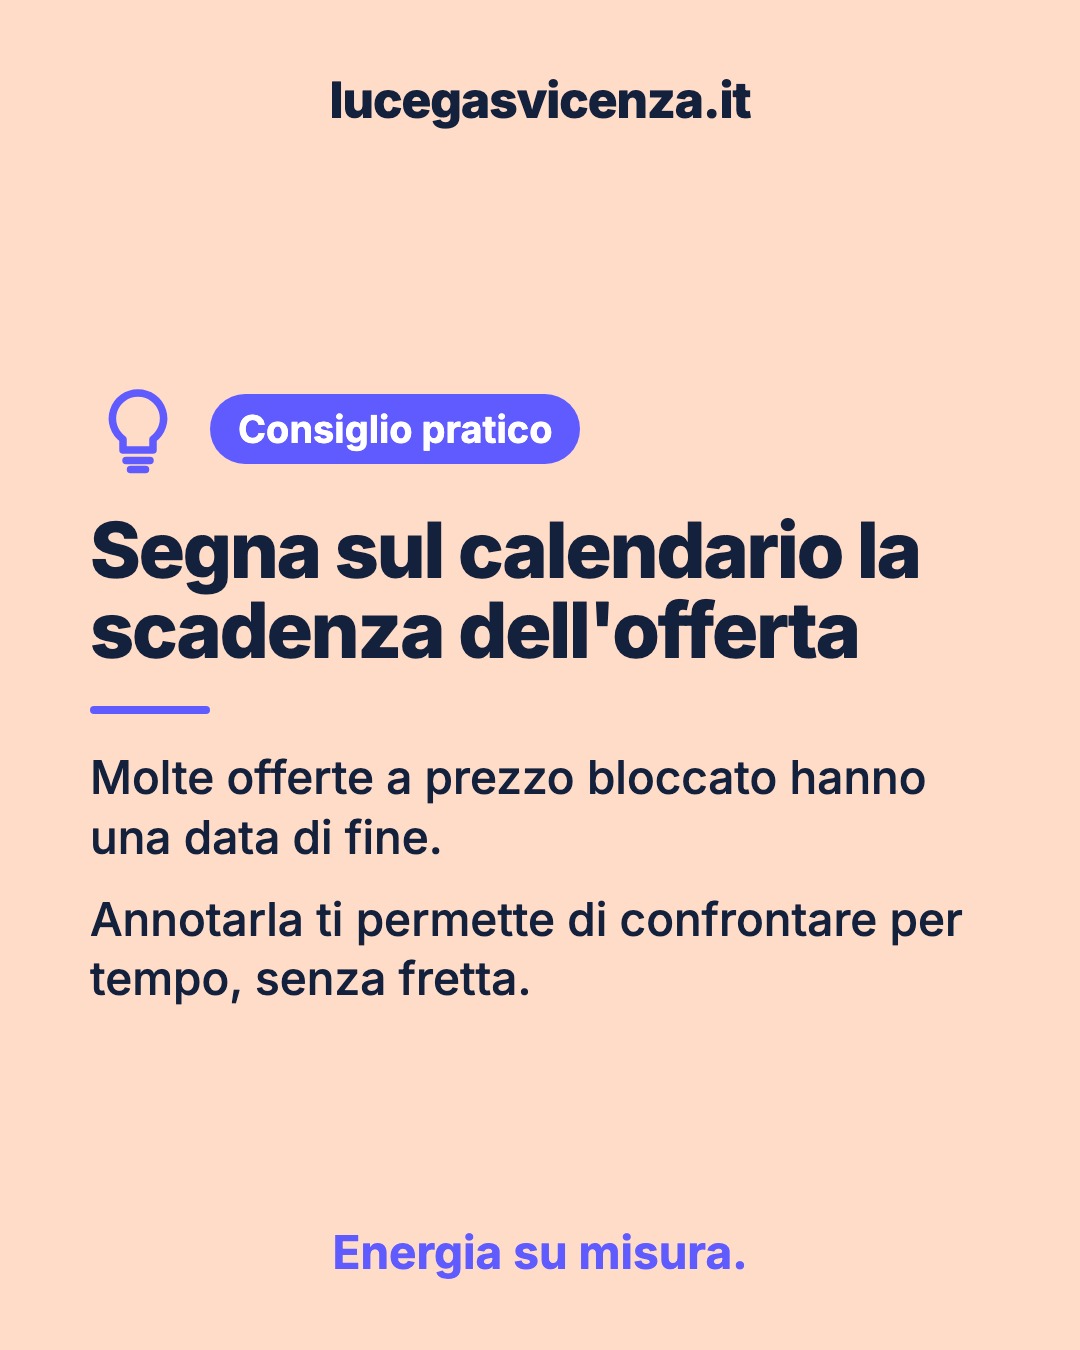 lucegasvicenza.it
Consiglio pratico
Segna sul calendario la
scadenza dell'offerta
Molte offerte a prezzo bloccato hanno
una data di fine.
Annotarla ti permette di confrontare per
tempo, senza fretta.
Energia su misura.